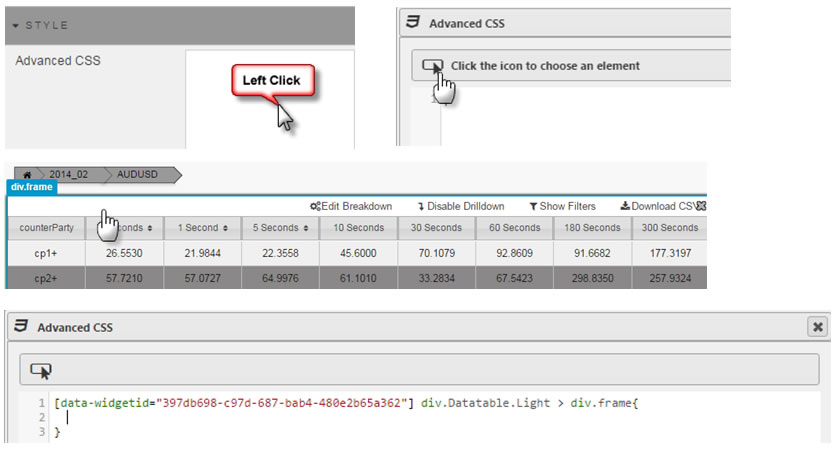 STYLE
Advanced CSS
Left Click
Advanced CSS
Click the icon to choose an element
1
2014_02 AUDUSD
div.frame
Edit Breakdown Disable Drilldown Show Filters Download CSV
counterParty conds 1 Second 5 Seconds 10 Seconds 30 Seconds 60 Seconds 180 Seconds 300 Seconds
cp1+ 26.5530 21.9844 22.3558 45.6000 70.1079 92.8609 91.6682 177.3197
cp2+ 57.7210 57.0727 64.9976 61.1010 33.2834 67.5423 298.8350 257.9324
Advanced CSS
1 [data-widgetid="397db698-c97d-687-bab4-480e2b65a362"] div.Datatable.Light > div.frame{
2
3 }